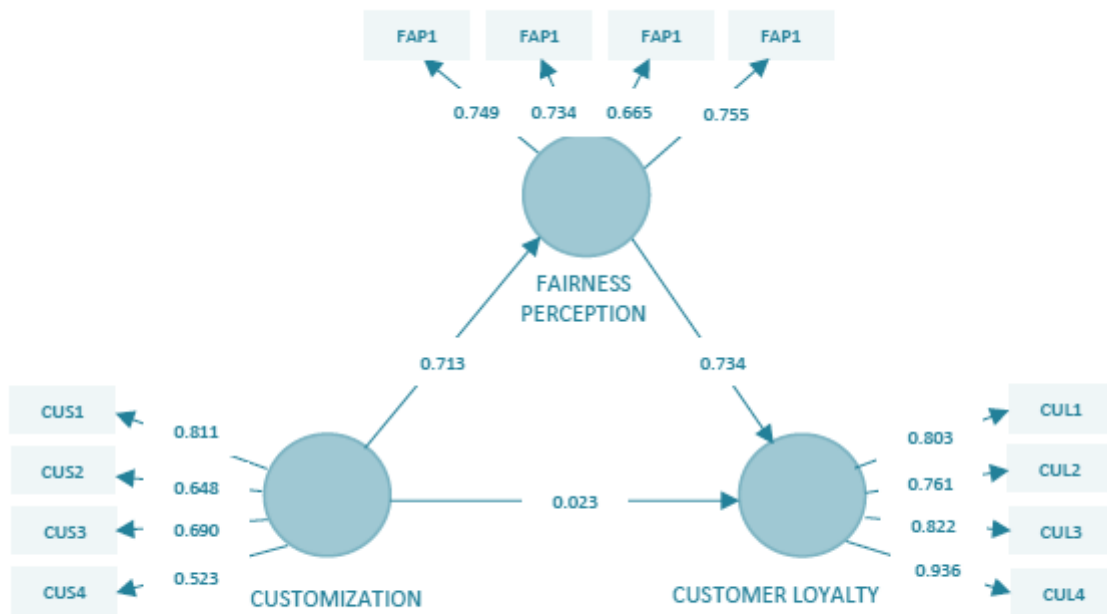 FAP1 FAP1 FAP1 FAP1
0.749 0.734 0.665 0.755
FAIRNESS
PERCEPTION
0.713 0.734
CUS1
CUS2
CUS3
CUS4
0.811
0.648
0.690
0.523
CUSTOMIZATION
0.023
0.803
0.761
0.822
0.936
CUL1
CUL2
CUL3
CUL4
CUSTOMER LOYALTY